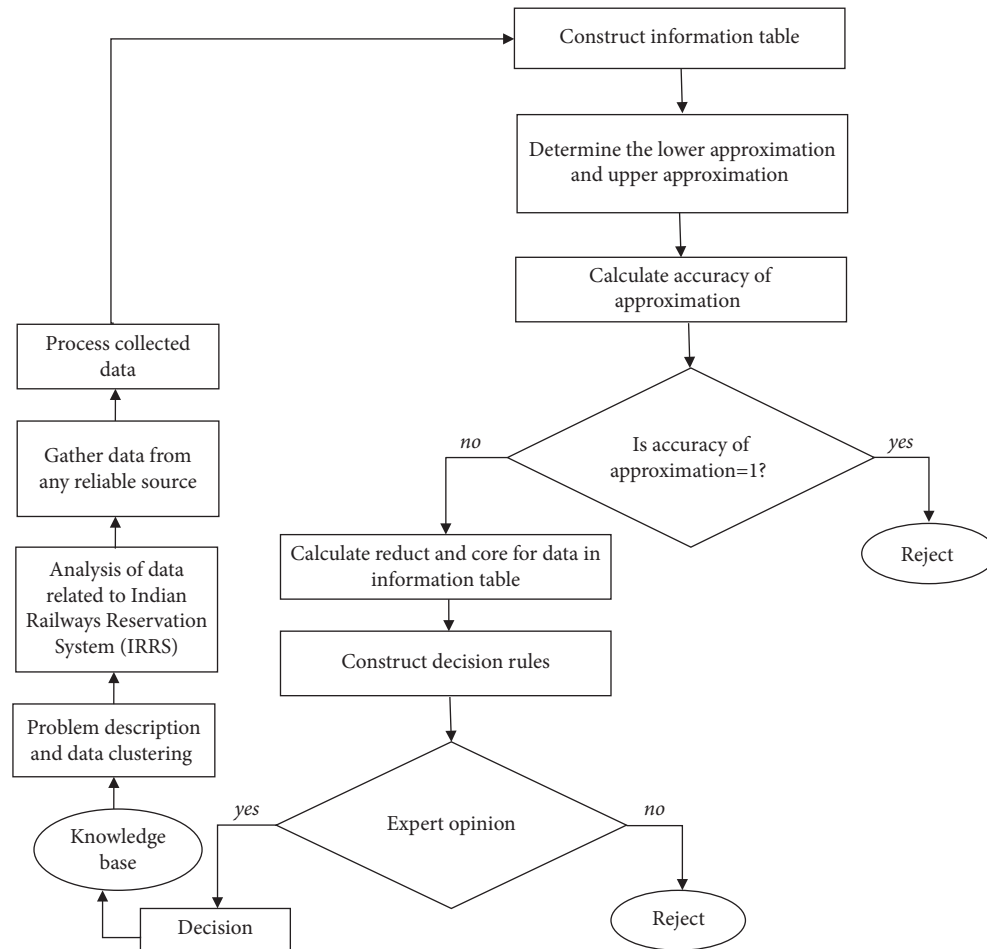 Construct information table
Determine the lower approximation
and upper approximation
Calculate accuracy of
approximation
Is accuracy of
approximation=1?
no
yes
Reject
Calculate reduct and core for data in
information table
Construct decision rules
Expert opinion
yes
no
Reject
Decision
Knowledge
base
Problem description
and data clustering
Analysis of data
related to Indian
Railways Reservation
System (IRRS)
Gather data from
any reliable source
Process collected
data